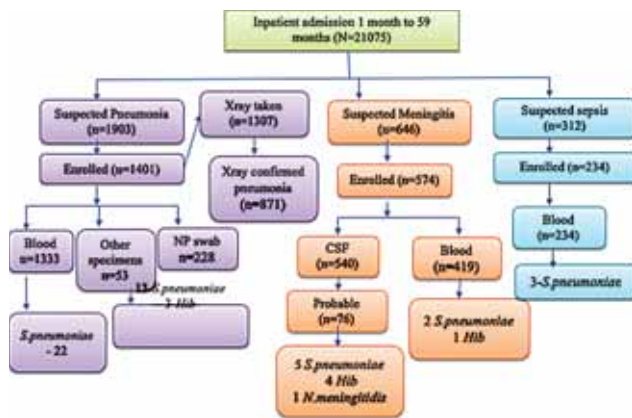 Inpatient admission 1 month to 59
months (N=21075)
Suspected Pneumonia
(n=1903)
Enrolled (n=1401)
Xray taken
(n=1307)
Xray confirmed
pneumonia
(n=871)
Blood
n=1333
Other
specimens
n=53
NP swab
n=228
S.pneumoniae
- 22
13-S.pneumoniae
Hib
Suspected Meningitis
(n=646)
Enrolled (n=574)
CSF
(n=540)
Blood
(n=419)
Probable
(n=76)
2 S.pneumoniae
1 Hib
5 S.pneumoniae
4 Hib
1 N.meningitidis
Suspected sepsis
(n=312)
Enrolled (n=234)
Blood
(n=234)
3-S.pneumoniae